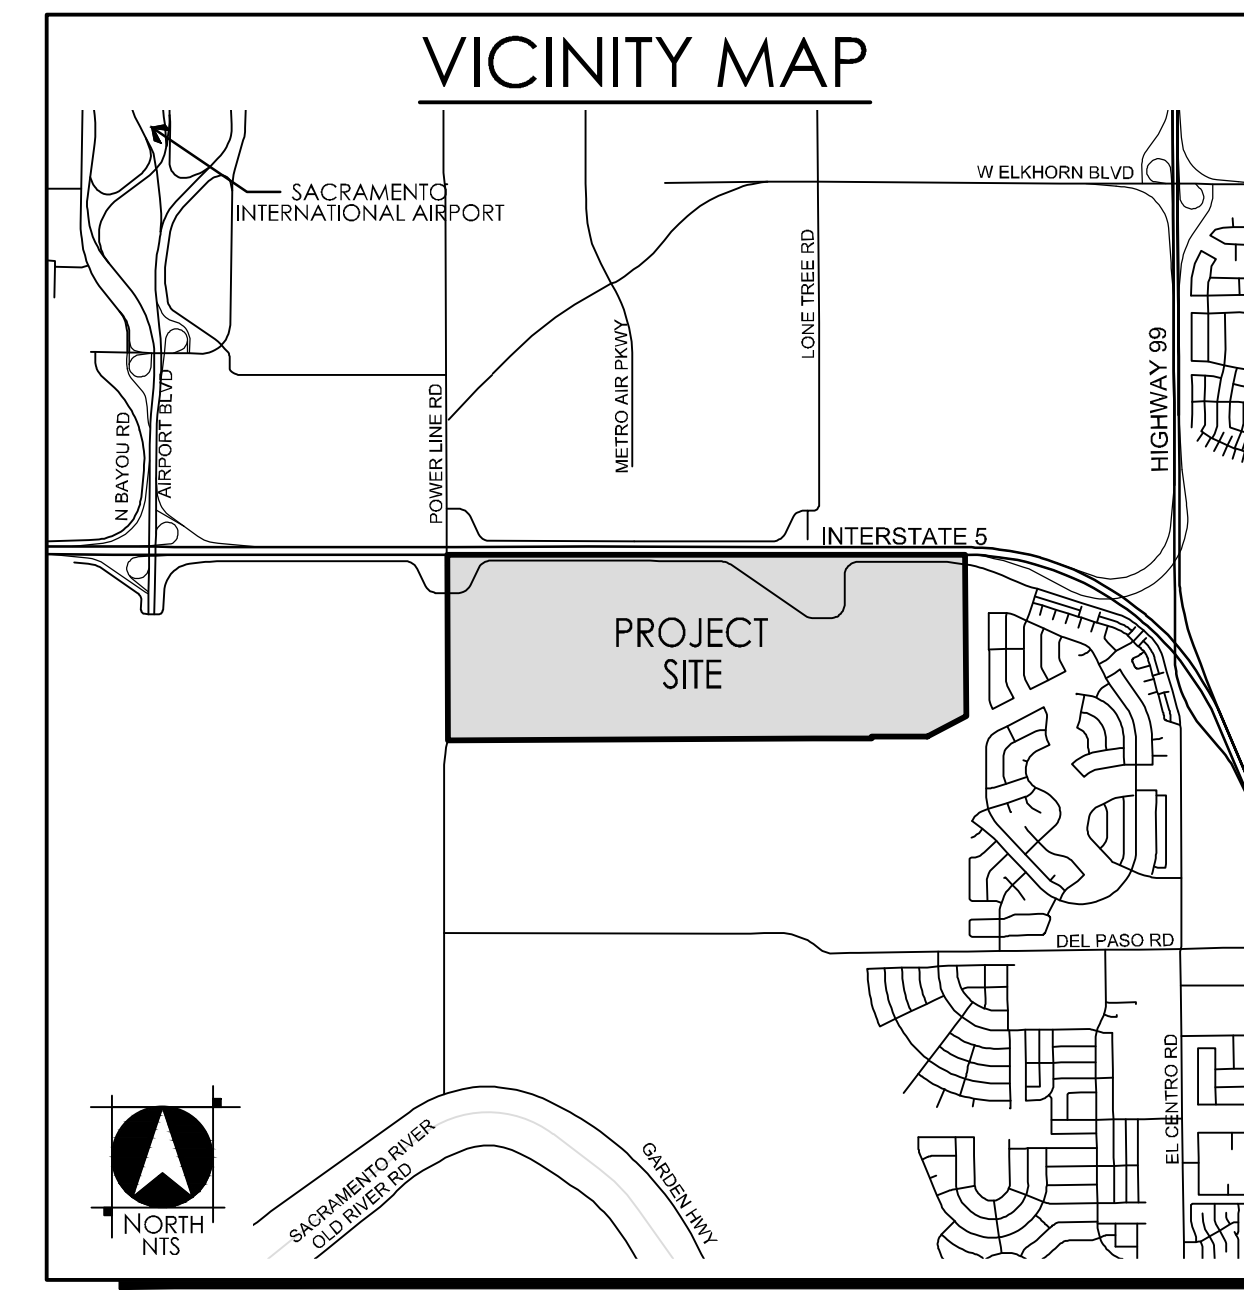 VICINITY MAP
W ELKHORN BLVD
SACRAMENTO
INTERNATIONAL AIRPORT
LONE TREE RD
METRO AIR PKWY
HIGHWAY 99
POWER LINE RD
N BAYOU RD
AIRPORT BLVD
INTERSTATE 5
PROJECT
SITE
DEL PASO RD
EL CENTRO RD
SACRAMENTO RIVER
OLD RIVER RD
GARDEN HWY
NORTH
NTS